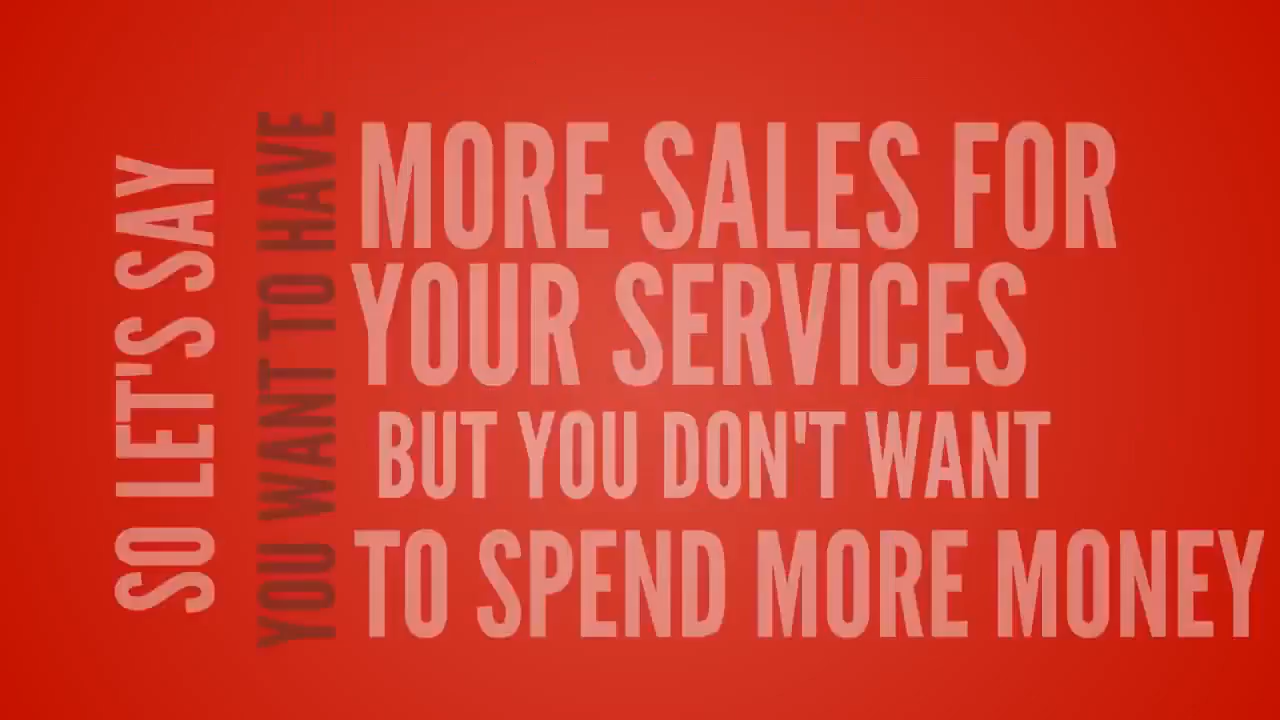 SO LET'S SAY
YOU WANT TO HAVE
MORE SALES FOR
YOUR SERVICES
BUT YOU DON'T WANT
TO SPEND MORE MONEY